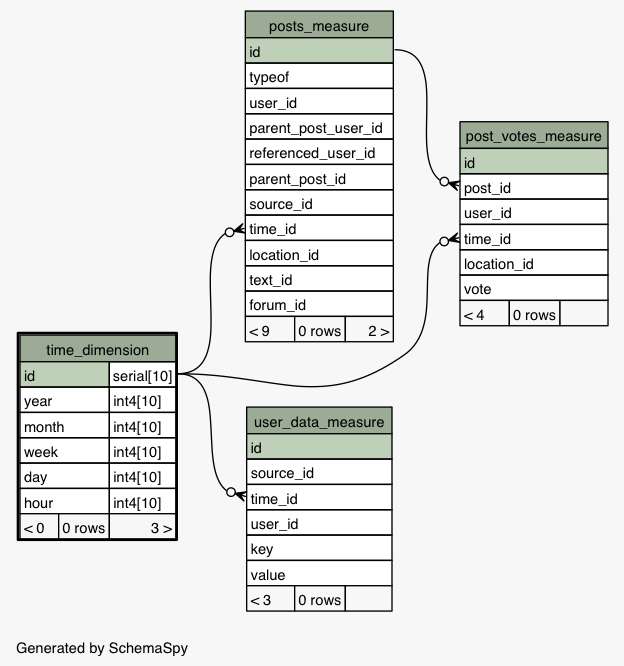 posts_measure
id
typeof
user_id
parent_post_user_id
referenced_user_id
parent_post_id
source_id
time_id
location_id
text_id
forum_id
< 9 0 rows 2 >
post_votes_measure
id
post_id
user_id
time_id
location_id
vote
< 4 0 rows
time_dimension
id serial[10]
year int4[10]
month int4[10]
week int4[10]
day int4[10]
hour int4[10]
< 0 0 rows 3 >
user_data_measure
id
source_id
time_id
user_id
key
value
< 3 0 rows
Generated by SchemaSpy